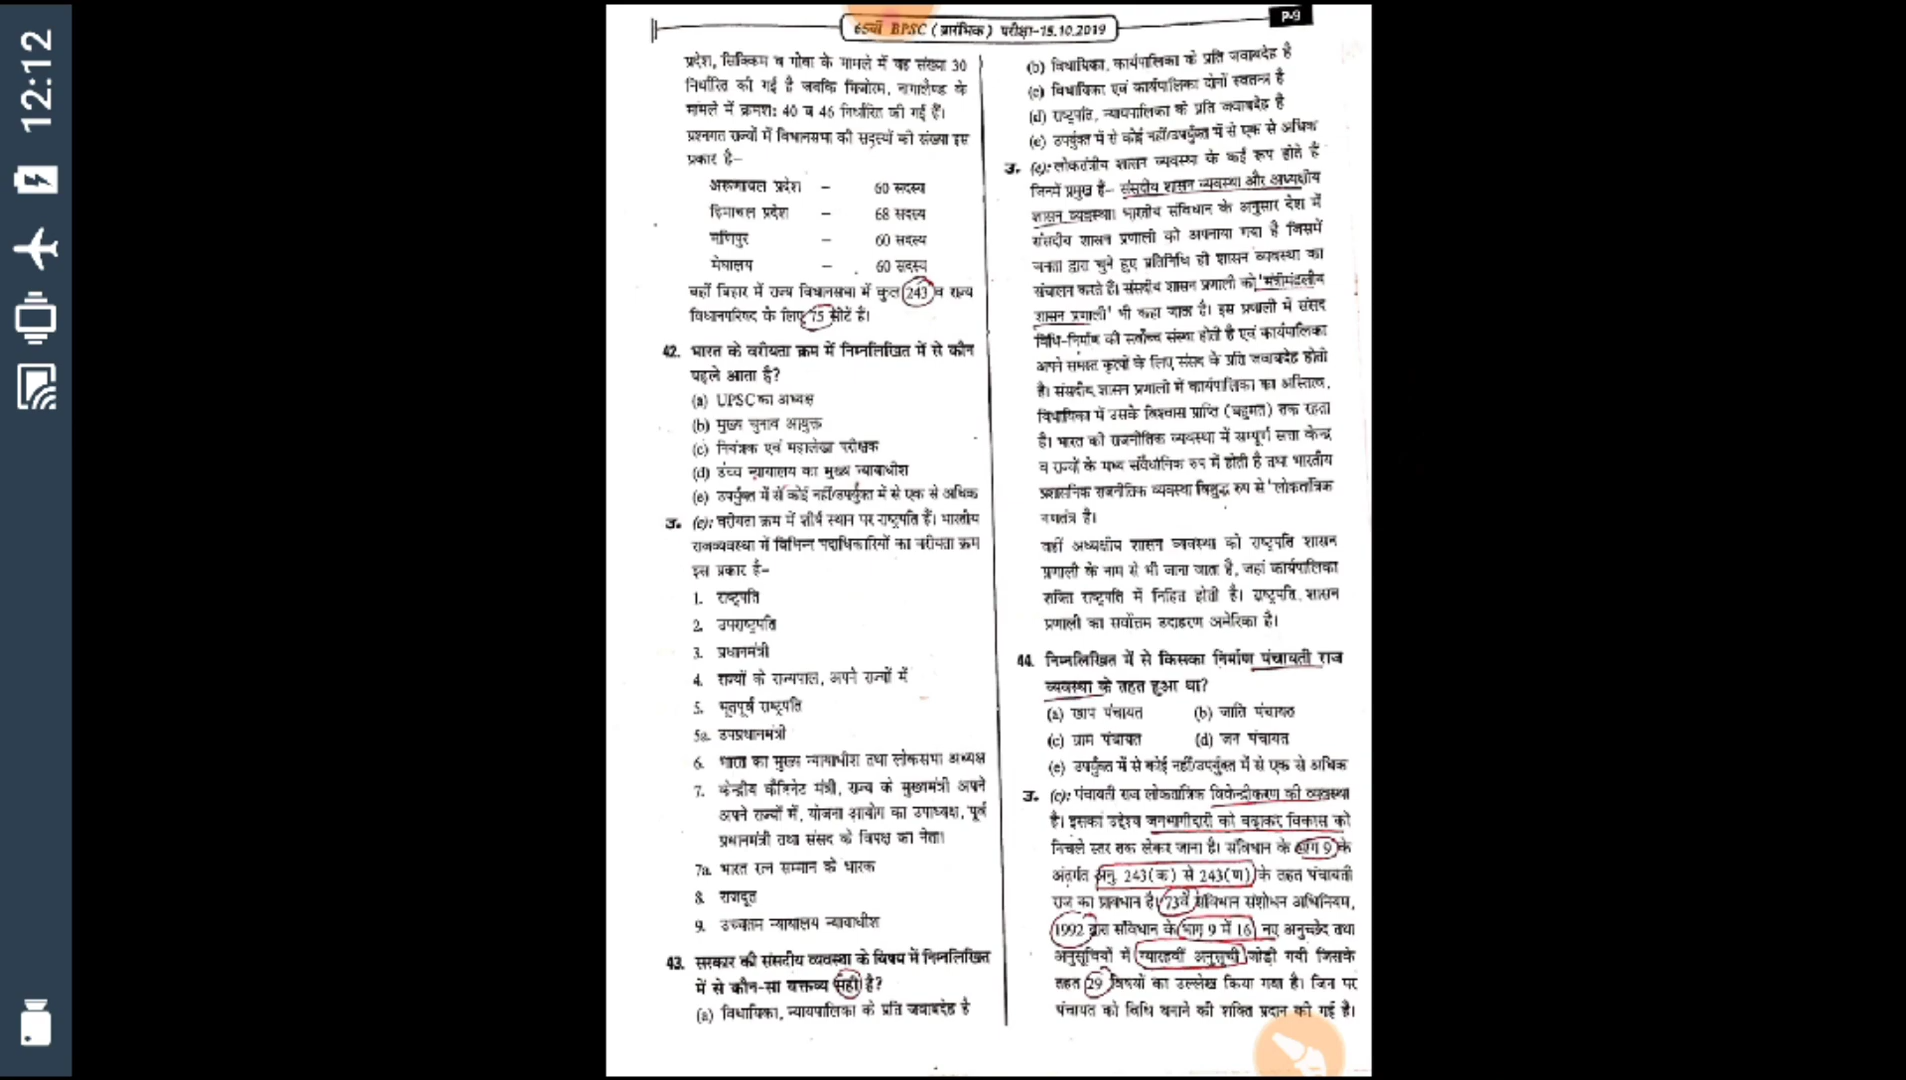 12:12
65वीं BPSC (प्रारंभिक) परीक्षा-15.10.2019
P-9
प्रदेश, सिक्किम व गोवा के मामले में यह संख्या 30
निर्धारित की गई है जबकि मिजोरम, नागालैण्ड के
मामले में क्रमश: 40 व 46 निर्धारित की गई हैं।
प्रश्नगत राज्यों में विधानसभा की सदस्यों की संख्या इस
प्रकार है–
अरूणाचल प्रदेश – 60 सदस्य
हिमाचल प्रदेश – 68 सदस्य
मणिपुर – 60 सदस्य
मेघालय – 60 सदस्य
वहीं बिहार में राज्य विधानसभा में कुल 243 व राज्य
विधानपरिषद के लिए 75 सीटें हैं।
42. भारत के वरीयता क्रम में निम्नलिखित में से कौन
पहले आता है?
(a) UPSC का अध्यक्ष
(b) मुख्य चुनाव आयुक्त
(c) नियंत्रक एवं महालेखा परीक्षक
(d) उच्च न्यायालय का मुख्य न्यायाधीश
(e) उपर्युक्त में से कोई नहीं/उपर्युक्त में से एक से अधिक
उ. (e): वरीयता क्रम में शीर्ष स्थान पर राष्ट्रपति हैं। भारतीय
राजव्यवस्था में विभिन्न पदाधिकारियों का वरीयता क्रम
इस प्रकार है–
1. राष्ट्रपति
2. उपराष्ट्रपति
3. प्रधानमंत्री
4. राज्यों के राज्यपाल, अपने राज्यों में
5. भूतपूर्व राष्ट्रपति
5a. उपप्रधानमंत्री
6. भारत का मुख्य न्यायाधीश तथा लोकसभा अध्यक्ष
7. केन्द्रीय कैबिनेट मंत्री, राज्य के मुख्यमंत्री अपने
अपने राज्यों में, योजना आयोग का उपाध्यक्ष, पूर्व
प्रधानमंत्री तथा संसद के विपक्ष का नेता।
7a. भारत रत्न सम्मान के धारक
8. राजदूत
9. उच्चतम न्यायालय न्यायाधीश
43. सरकार की संसदीय व्यवस्था के विषय में निम्नलिखित
में से कौन-सा वक्तव्य सही है?
(a) विधायिका, न्यायपालिका के प्रति जवाबदेह है
(b) विधायिका, कार्यपालिका के प्रति जवाबदेह है
(c) विधायिका एवं कार्यपालिका दोनों स्वतन्त्र है
(d) राष्ट्रपति, न्यायपालिका के प्रति जवाबदेह है
(e) उपर्युक्त में से कोई नहीं/उपर्युक्त में से एक से अधिक
उ. (e): लोकतंत्रीय शासन व्यवस्था के कई रूप होते हैं
जिनमें प्रमुख हैं– संसदीय शासन व्यवस्था और अध्यक्षीय
शासन व्यवस्था। भारतीय संविधान के अनुसार देश में
संसदीय शासन प्रणाली को अपनाया गया है जिसमें
जनता द्वारा चुने हुए प्रतिनिधि ही शासन व्यवस्था का
संचालन करते हैं। संसदीय शासन प्रणाली को 'मंत्रीमंडलीय
शासन प्रणाली' भी कहा जाता है। इस प्रणाली में संसद
विधि-निर्माण की सर्वोच्च संस्था होती है एवं कार्यपालिका
अपने समस्त कृत्यों के लिए संसद के प्रति जवाबदेह होती
है। संसदीय शासन प्रणाली में कार्यपालिका का अस्तित्व,
विधायिका में उसके विश्वास प्राप्ति (बहुमत) तक रहता
है। भारत की राजनीतिक व्यवस्था में सम्पूर्ण सत्ता केन्द्र
व राज्यों के मध्य संवैधानिक रुप में होती है तथा भारतीय
प्रशासनिक राजनीतिक व्यवस्था विशुद्ध रुप से 'लोकतांत्रिक
गणतंत्र है।
वहीं अध्यक्षीय शासन व्यवस्था को राष्ट्रपति शासन
प्रणाली के नाम से भी जाना जाता है, जहां कार्यपालिका
शक्ति राष्ट्रपति में निहित होती है। राष्ट्रपति शासन
प्रणाली का सर्वोत्तम उदाहरण अमेरिका है।
44. निम्नलिखित में से किसका निर्माण पंचायती राज
व्यवस्था के तहत हुआ था?
(a) खाप पंचायत (b) जाति पंचायत
(c) ग्राम पंचायत (d) जन पंचायत
(e) उपर्युक्त में से कोई नहीं/उपर्युक्त में से एक से अधिक
उ. (c): पंचायती राज लोकतांत्रिक विकेन्द्रीकरण की व्यवस्था
है। इसका उद्देश्य जनभागीदारी को बढ़ाकर विकास को
निचले स्तर तक लेकर जाना है। संविधान के भाग 9 के
अंतर्गत अनु. 243(क) से 243(ण) के तहत पंचायती
राज का प्रावधान है। 73वें संविधान संशोधन अधिनियम,
1992 द्वारा संविधान के भाग 9 में 16 नए अनुच्छेद तथा
अनुसूचियों में ग्यारहवीं अनुसूची जोड़ी गयी जिसके
तहत 29 विषयों का उल्लेख किया गया है। जिन पर
पंचायत को विधि बनाने की शक्ति प्रदान की गई है।